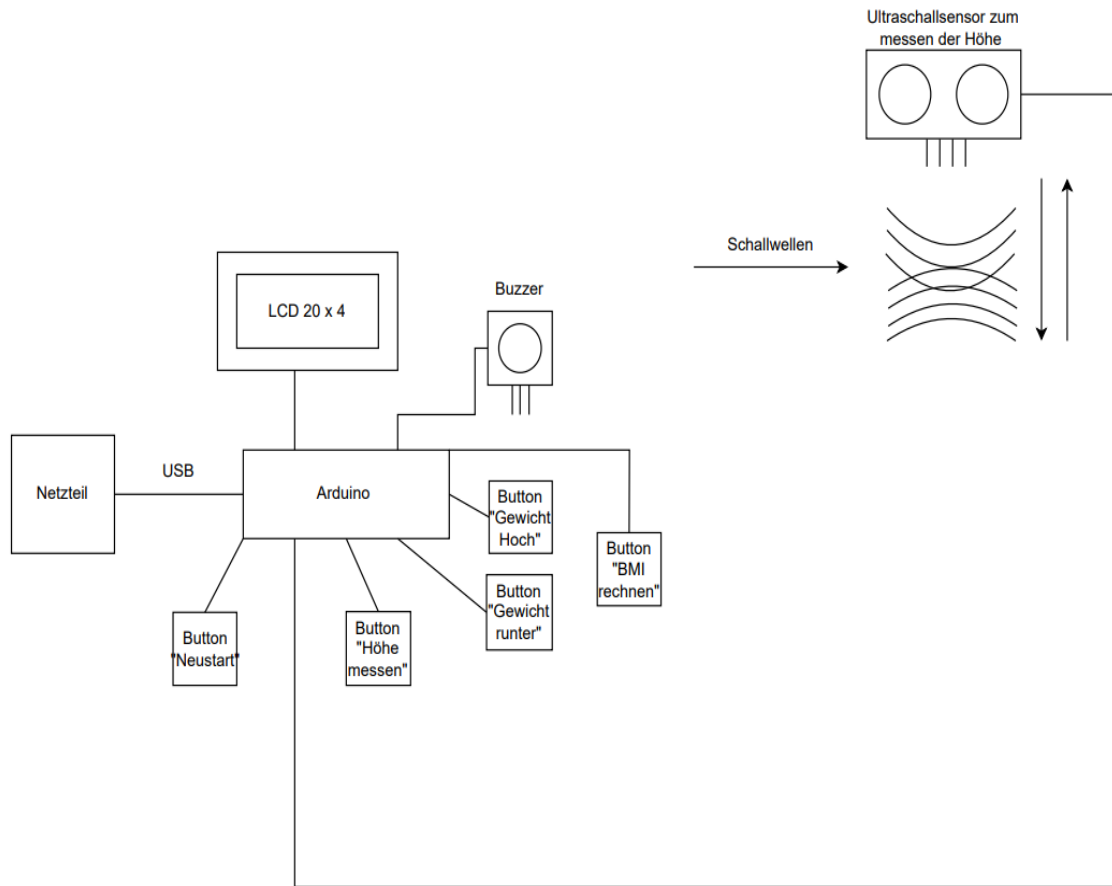 Ultraschallsensor zum
messen der Höhe
Schallwellen
LCD 20 x 4
Buzzer
USB
Netzteil
Arduino
Button
"Gewicht
Hoch"
Button
"BMI
rechnen"
Button
"Gewicht
runter"
Button
"Neustart"
Button
"Höhe
messen"